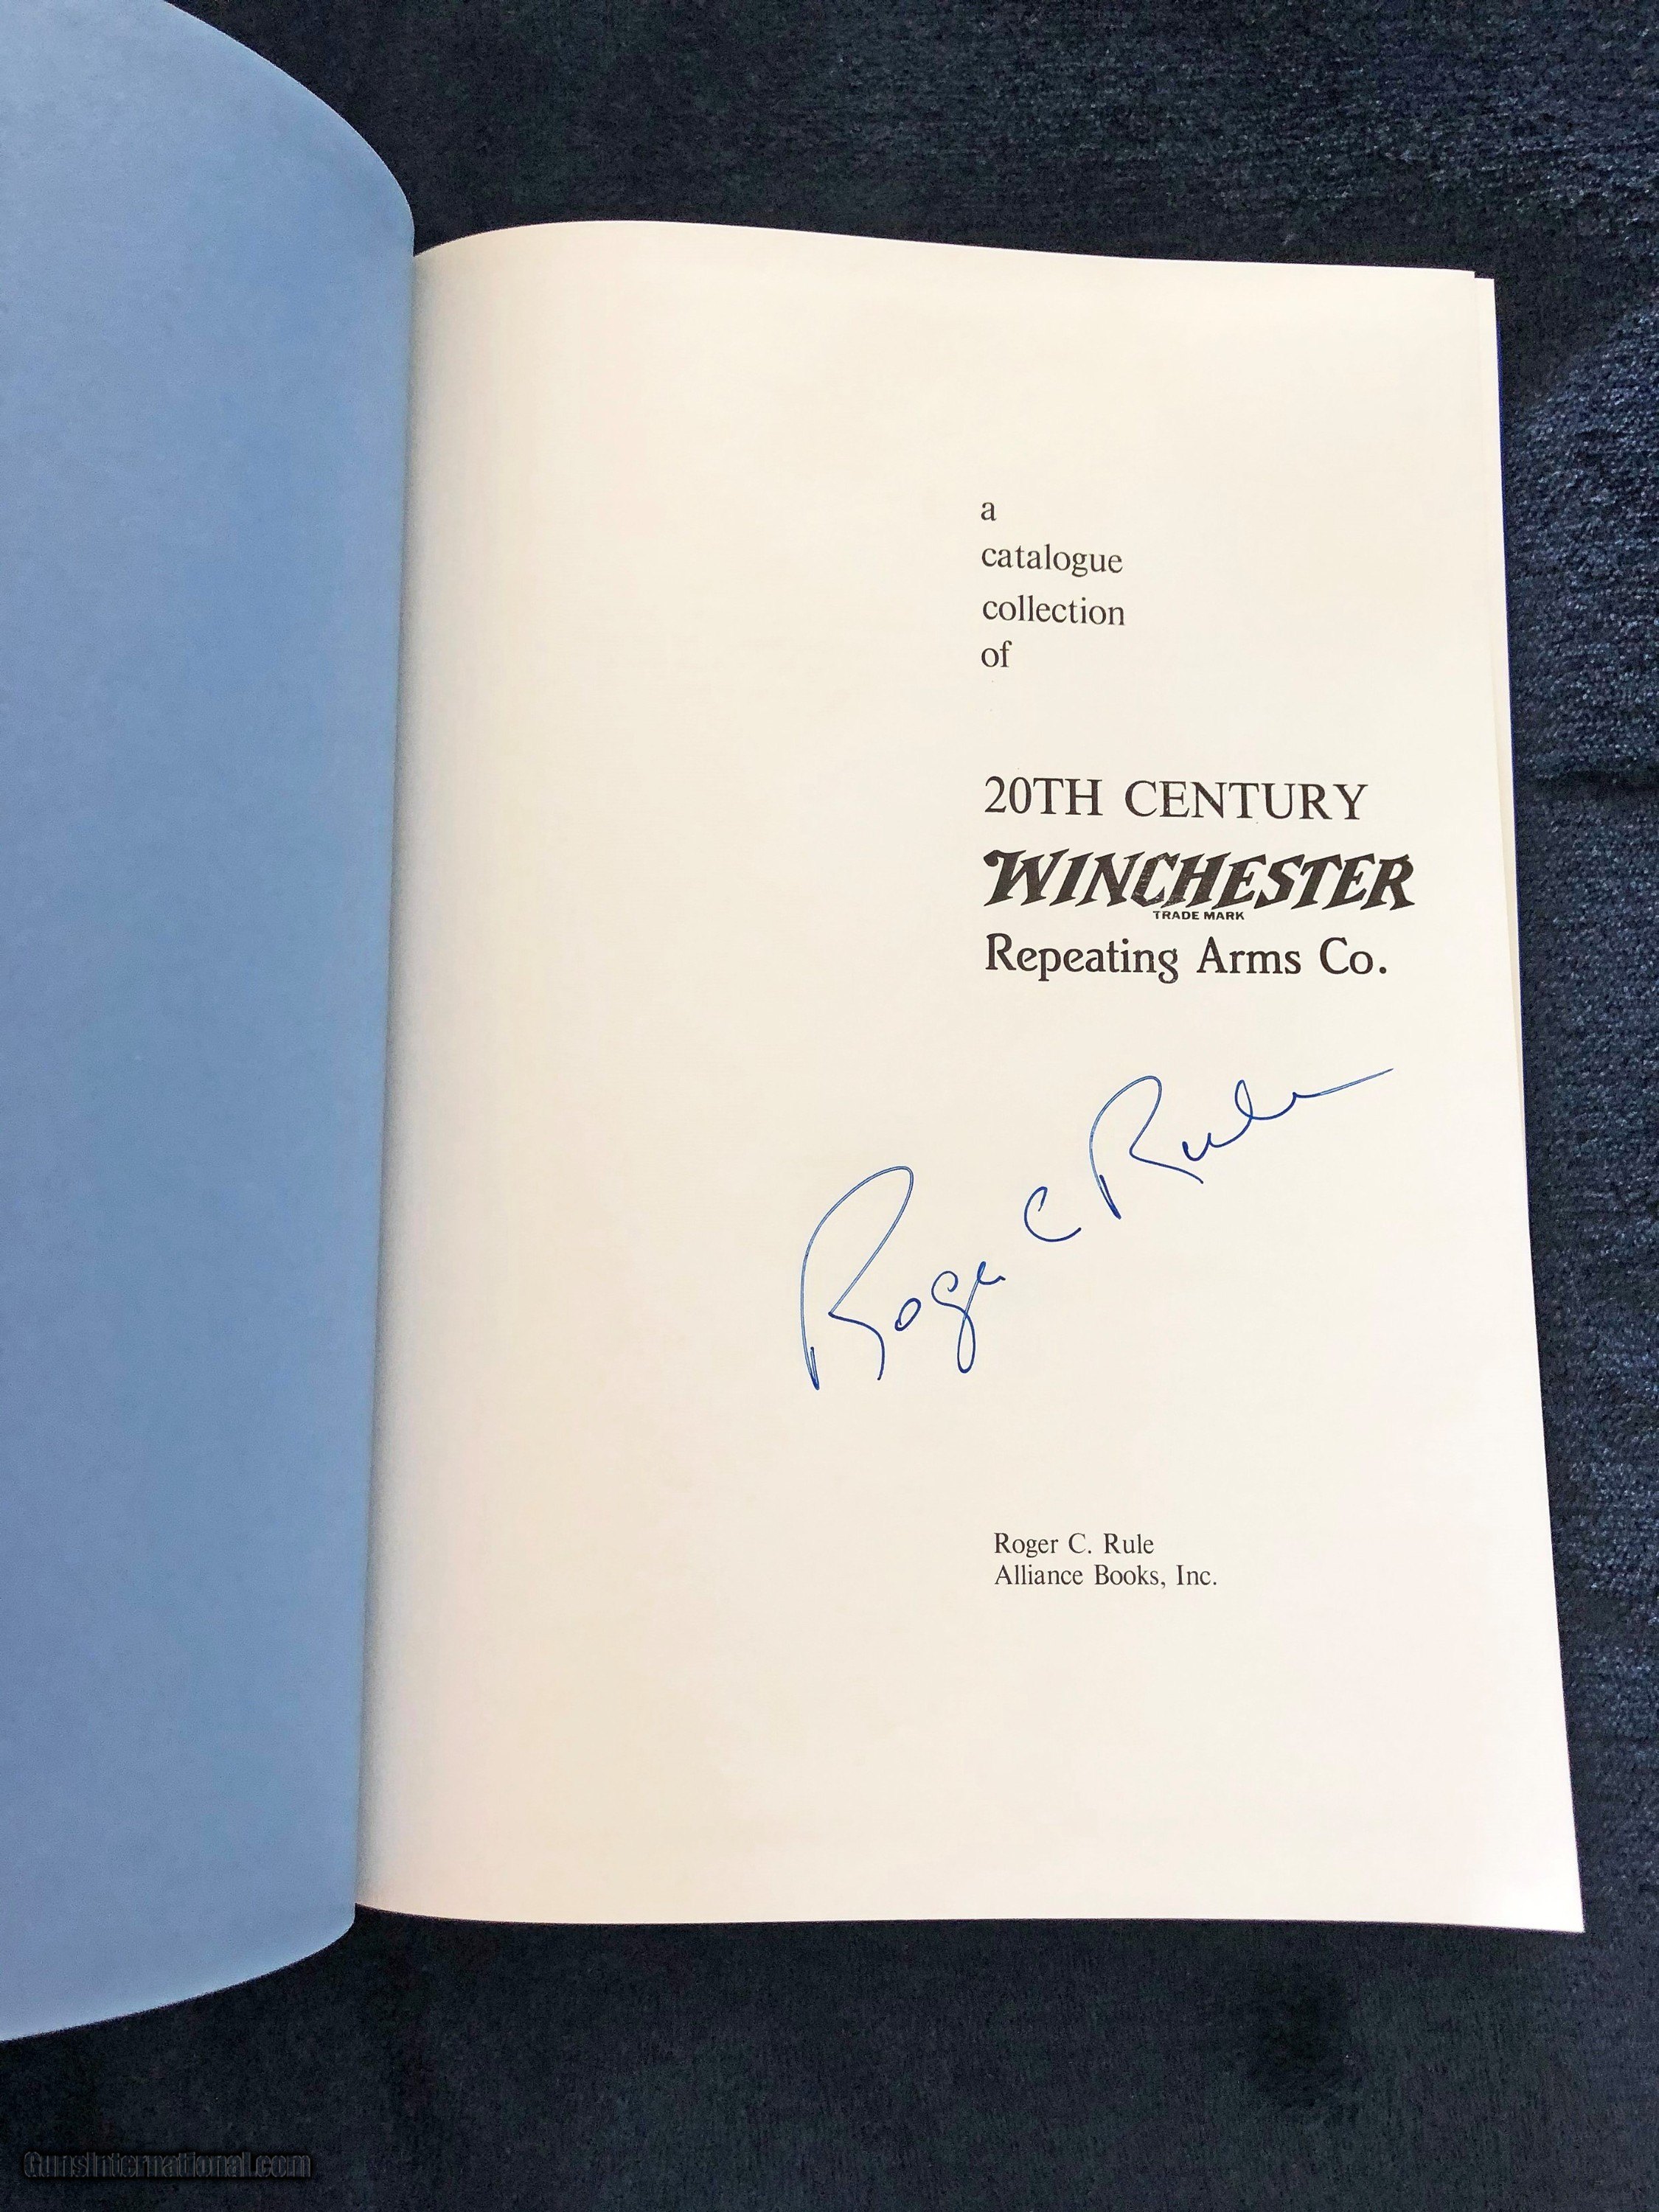 a
catalogue
collection
of
20TH CENTURY
WINCHESTER
TRADE MARK
Repeating Arms Co.
Roger C Rule
Roger C. Rule
Alliance Books, Inc.
GunsInternational.com